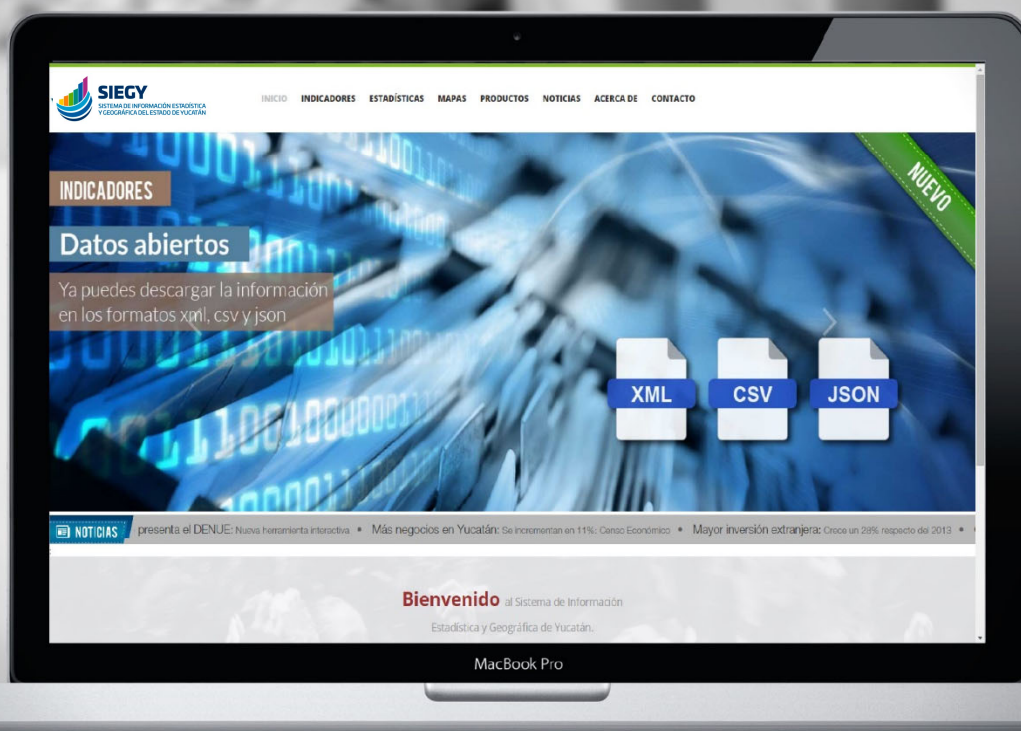 SIEGY
SISTEMA DE INFORMACIÓN ESTADÍSTICA
Y GEOGRÁFICA DEL ESTADO DE YUCATÁN
INICIO INDICADORES ESTADÍSTICAS MAPAS PRODUCTOS NOTICIAS ACERCA DE CONTACTO
NUEVO
INDICADORES
Datos abiertos
Ya puedes descargar la información
en los formatos xml, csv y json
XML CSV JSON
NOTICIAS presenta el DENUE: Nueva herramienta interactiva • Más negocios en Yucatán: Se incrementan en 11%: Censo Económico • Mayor inversión extranjera: Crece un 28% respecto del 2013 •
Bienvenido al Sistema de Información
Estadística y Geográfica de Yucatán.
MacBook Pro